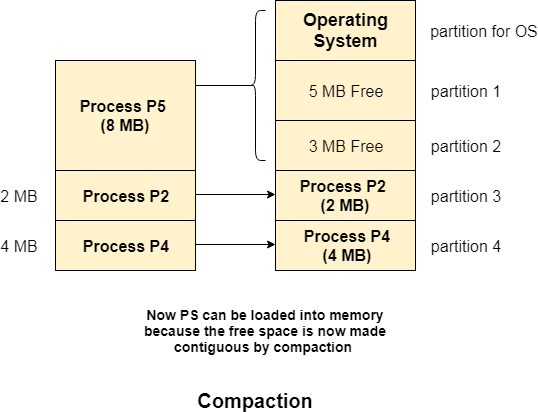 Operating
System
partition for OS
Process P5
(8 MB)
5 MB Free
partition 1
3 MB Free
partition 2
2 MB
Process P2
Process P2
(2 MB)
partition 3
4 MB
Process P4
Process P4
(4 MB)
partition 4
Now PS can be loaded into memory
because the free space is now made
contiguous by compaction
Compaction